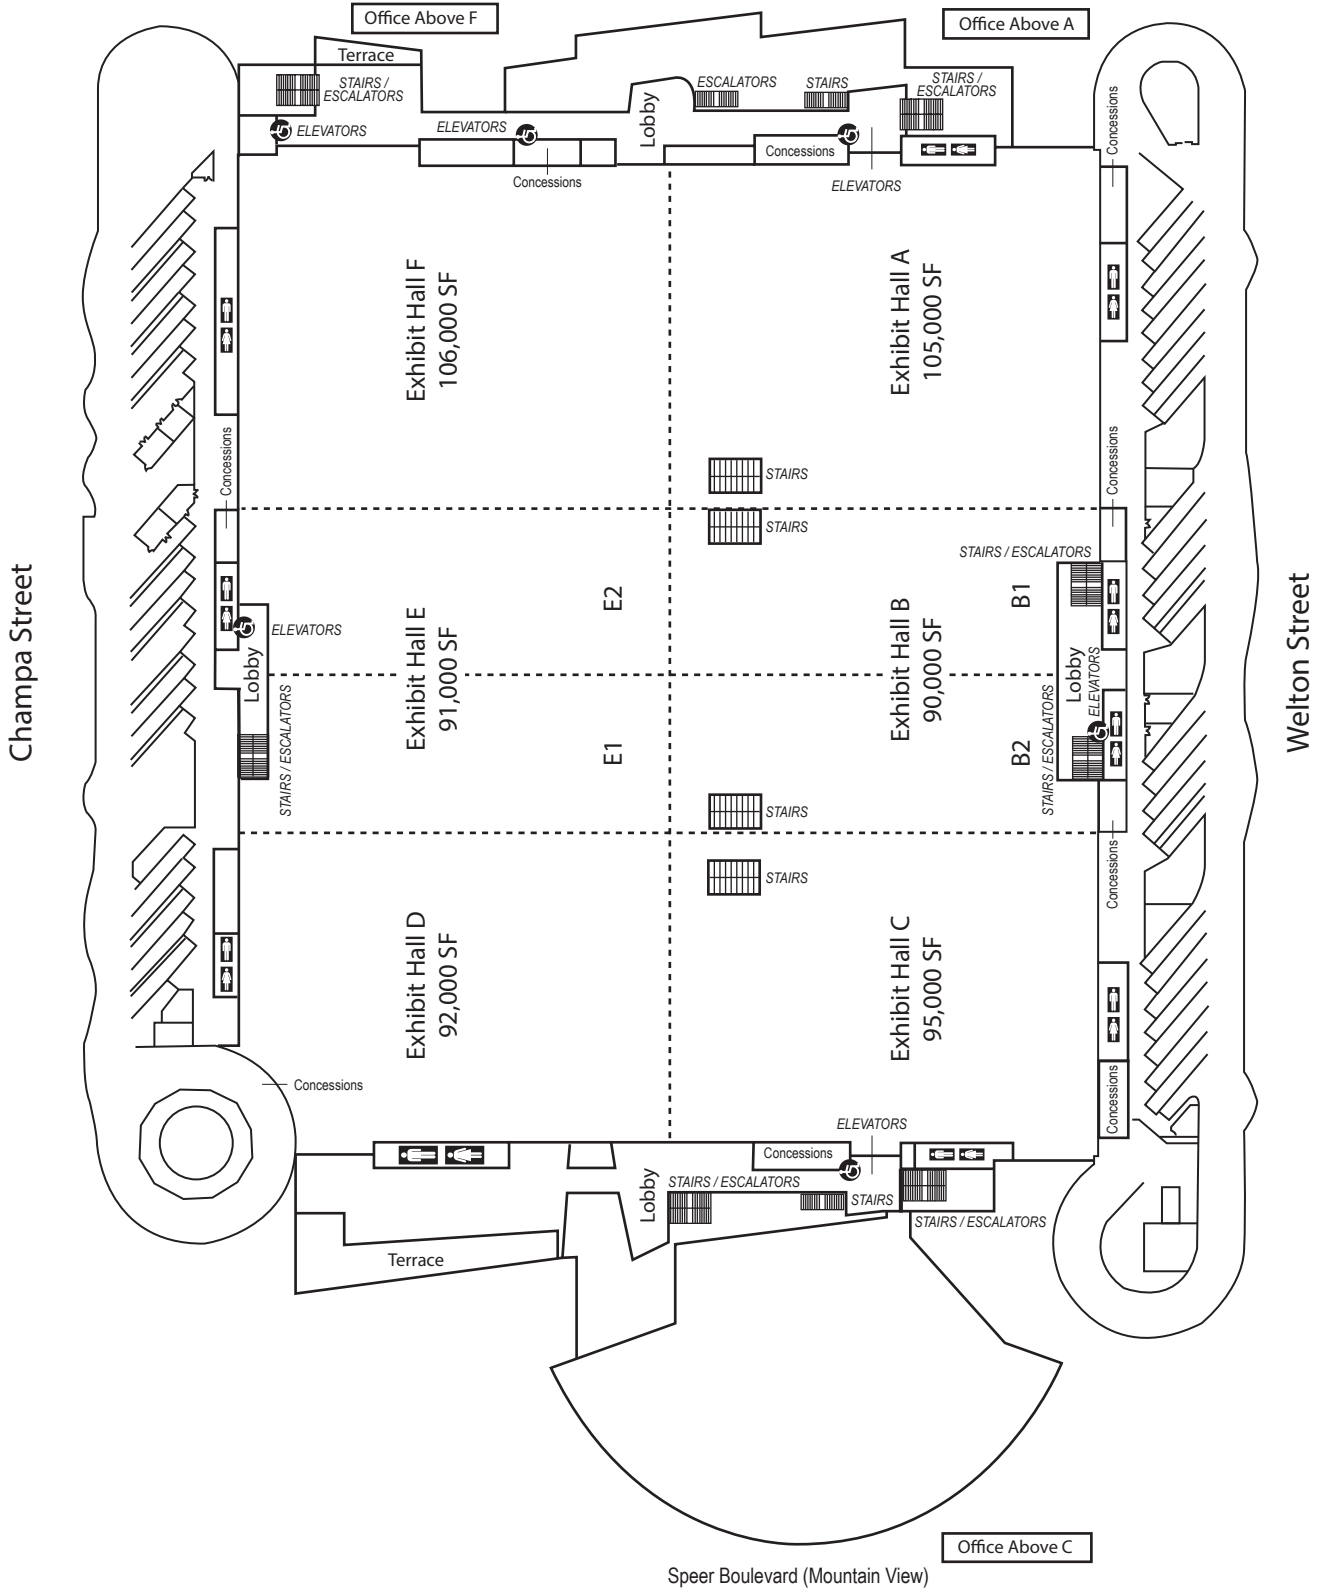 Office Above F
Office Above A
Terrace
STAIRS /
ESCALATORS
ELEVATORS
ELEVATORS
Lobby
ESCALATORS
STAIRS
STAIRS /
ESCALATORS
Concessions
Concessions
ELEVATORS
Concessions
Exhibit Hall F
106,000 SF
Exhibit Hall A
105,000 SF
Concessions
Concessions
STAIRS
STAIRS
STAIRS / ESCALATORS
Champa Street
Welton Street
E2
B1
ELEVATORS
Lobby
Exhibit Hall E
91,000 SF
Exhibit Hall B
90,000 SF
Lobby
ELEVATORS
STAIRS / ESCALATORS
STAIRS / ESCALATORS
E1
B2
STAIRS
STAIRS
Concessions
Exhibit Hall D
92,000 SF
Exhibit Hall C
95,000 SF
Concessions
Concessions
ELEVATORS
Concessions
Lobby
STAIRS / ESCALATORS
STAIRS
STAIRS / ESCALATORS
Terrace
Office Above C
Speer Boulevard (Mountain View)